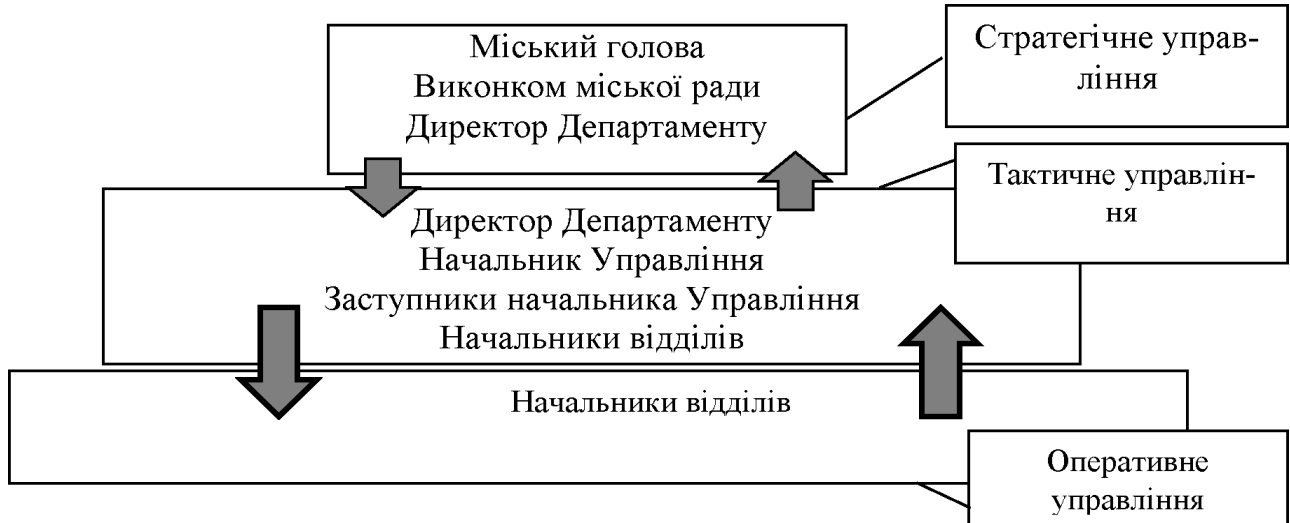 Міський голова
Виконком міської ради
Директор Департаменту
Стратегічне управ-
ління
Тактичне управлін-
ня
Директор Департаменту
Начальник Управління
Заступники начальника Управління
Начальники відділів
Начальники відділів
Оперативне
управління